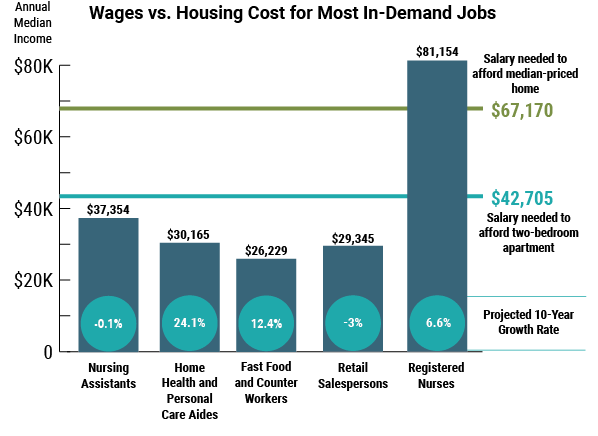 Wages vs. Housing Cost for Most In-Demand Jobs
Annual
Median
Income
$80K
$60K
$40K
$20K
0
$37,354
$30,165
$26,229
$29,345
$81,154
Salary needed to
afford median-priced
home
$67,170
$42,705
Salary needed to
afford two-bedroom
apartment
-0.1%
24.1%
12.4%
-3%
6.6%
Projected 10-Year
Growth Rate
Nursing
Assistants
Home
Health and
Personal
Care Aides
Fast Food
and Counter
Workers
Retail
Salespersons
Registered
Nurses